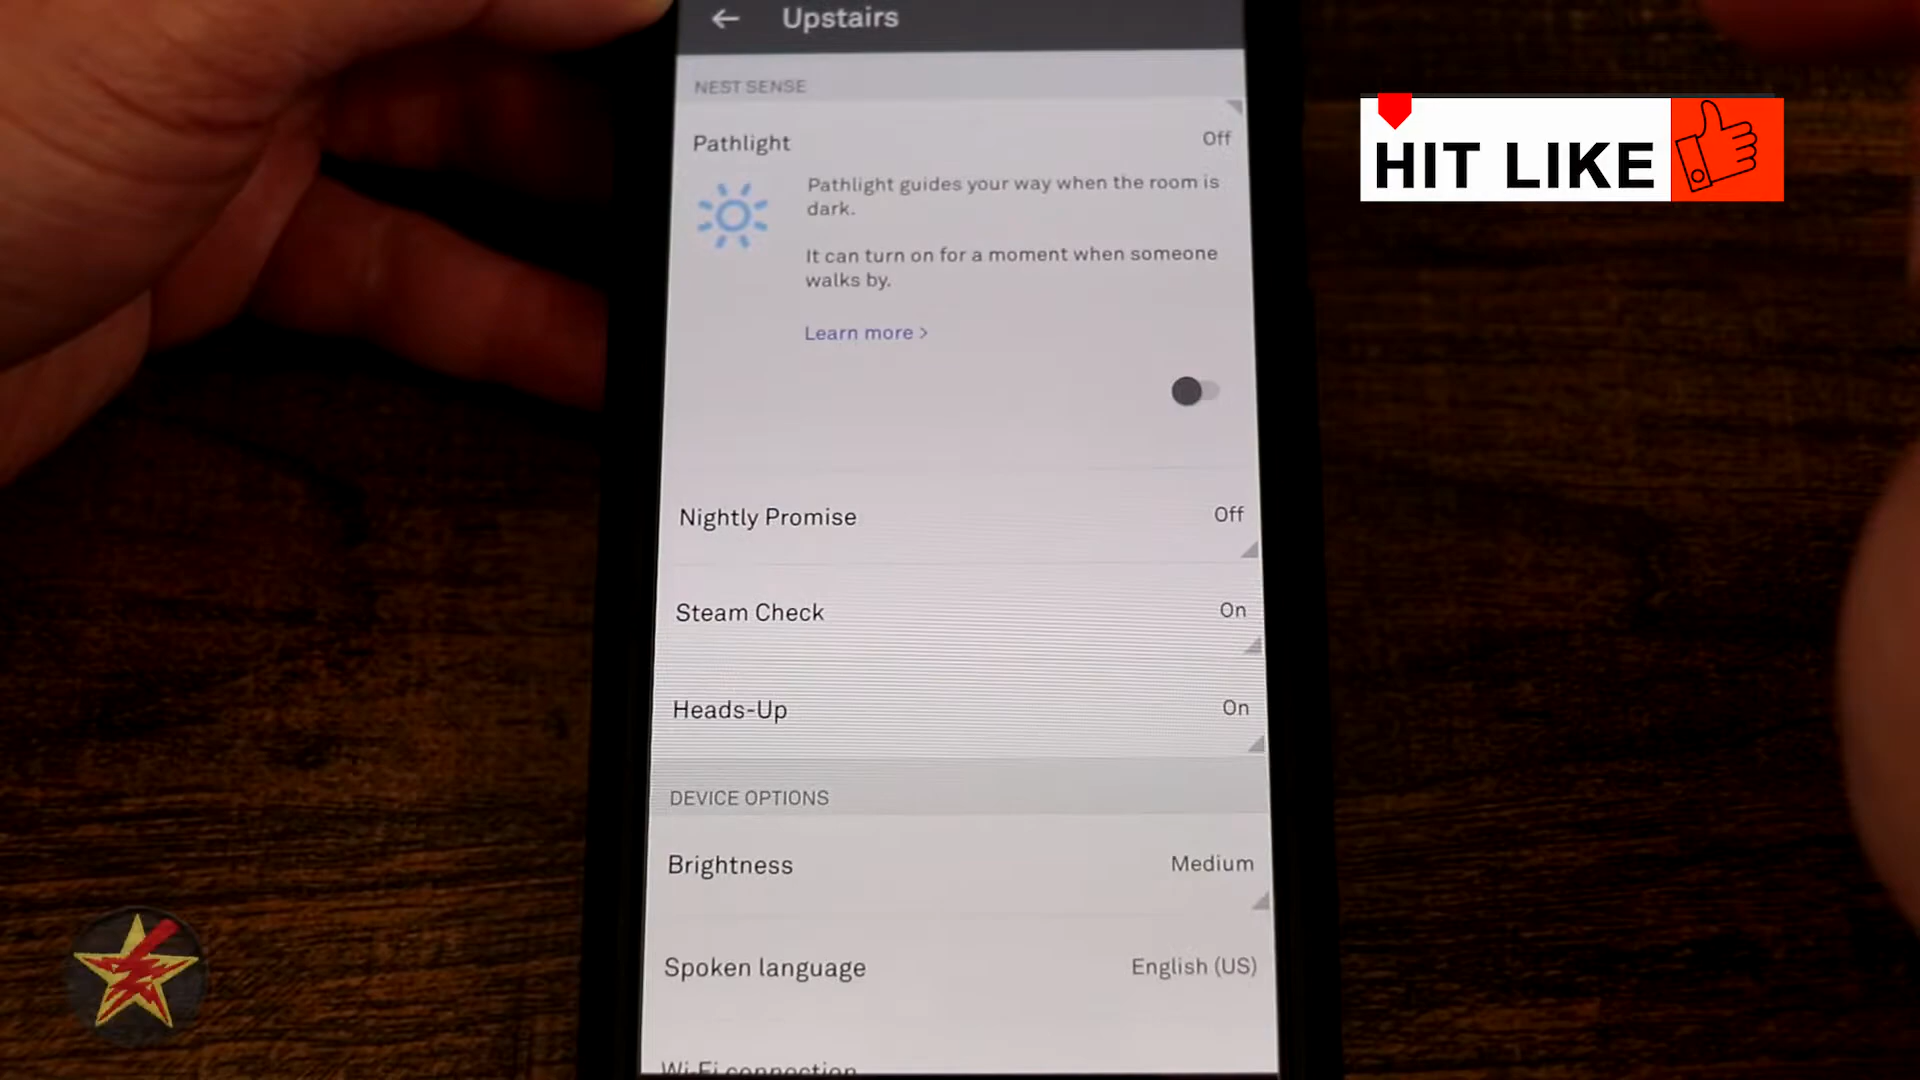 Upstairs
NEST SENSE
Pathlight Off
Pathlight guides your way when the room is
dark.
It can turn on for a moment when someone
walks by.
Learn more >
Nightly Promise Off
Steam Check On
Heads-Up On
DEVICE OPTIONS
Brightness Medium
Spoken language English (US)
Wi-Fi connection
HIT LIKE